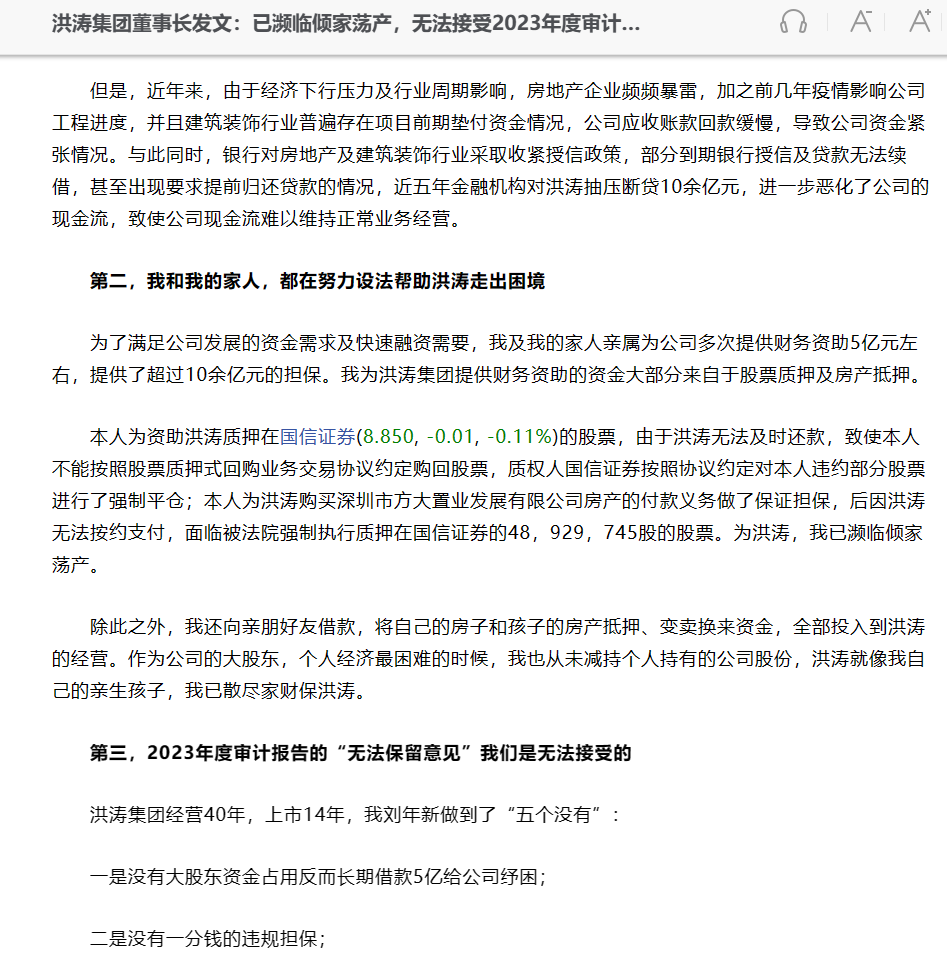 洪涛集团董事长发文：已濒临倾家荡产，无法接受2023年度审计...
A-
A+
但是，近年来，由于经济下行压力及行业周期影响，房地产企业频频暴雷，加之前几年疫情影响公司
工程进度，并且建筑装饰行业普遍存在项目前期垫付资金情况，公司应收账款回款缓慢，导致公司资金紧
张情况。与此同时，银行对房地产及建筑装饰行业采取收紧授信政策，部分到期银行授信及贷款无法续
借，甚至出现要求提前归还贷款的情况，近五年金融机构对洪涛抽压断贷10余亿元，进一步恶化了公司的
现金流，致使公司现金流难以维持正常业务经营。
第二，我和我的家人，都在努力设法帮助洪涛走出困境
为了满足公司发展的资金需求及快速融资需要，我及我的家人亲属为公司多次提供财务资助5亿元左
右，提供了超过10余亿元的担保。我为洪涛集团提供财务资助的资金大部分来自于股票质押及房产抵押。
本人为资助洪涛质押在国信证券(8.850, -0.01, -0.11%)的股票，由于洪涛无法及时还款，致使本人
不能按照股票质押式回购业务交易协议约定购回股票，质权人国信证券按照协议约定对本人违约部分股票
进行了强制平仓；本人为洪涛购买深圳市方大置业发展有限公司房产的付款义务做了保证担保，后因洪涛
无法按约支付，面临被法院强制执行质押在国信证券的48，929，745股的股票。为洪涛，我已濒临倾家
荡产。
除此之外，我还向亲朋好友借款，将自己的房子和孩子的房产抵押、变卖换来资金，全部投入到洪涛
的经营。作为公司的大股东，个人经济最困难的时候，我也从未减持个人持有的公司股份，洪涛就像我自
己的亲生孩子，我已散尽家财保洪涛。
第三，2023年度审计报告的“无法保留意见”我们是无法接受的
洪涛集团经营40年，上市14年，我刘年新做到了“五个没有”：
一是没有大股东资金占用反而长期借款5亿给公司纾困；
二是没有一分钱的违规担保；